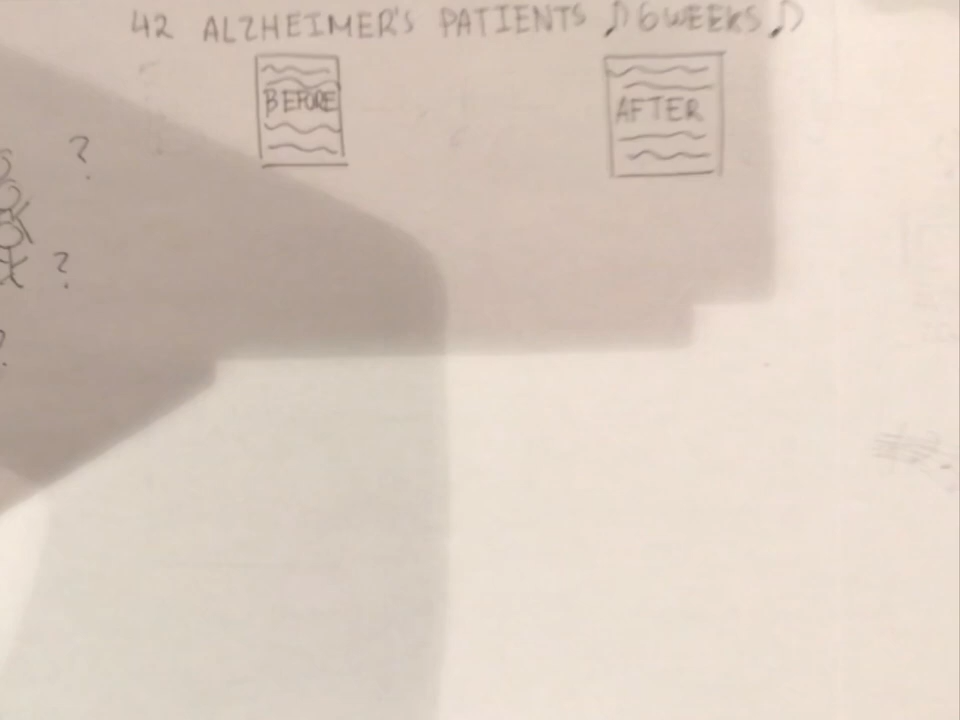 42 ALZHEIMER'S PATIENTS ♪ 6 WEEKS ♪
BEFORE
AFTER
?
?
?